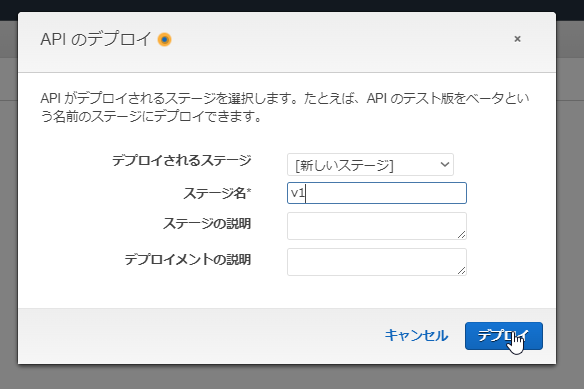 API のデプロイ
×
API がデプロイされるステージを選択します。たとえば、API のテスト版をベータとい
う名前のステージにデプロイできます。
デプロイされるステージ [新しいステージ]
ステージ名* v1
ステージの説明
デプロイメントの説明
キャンセル デプロイ